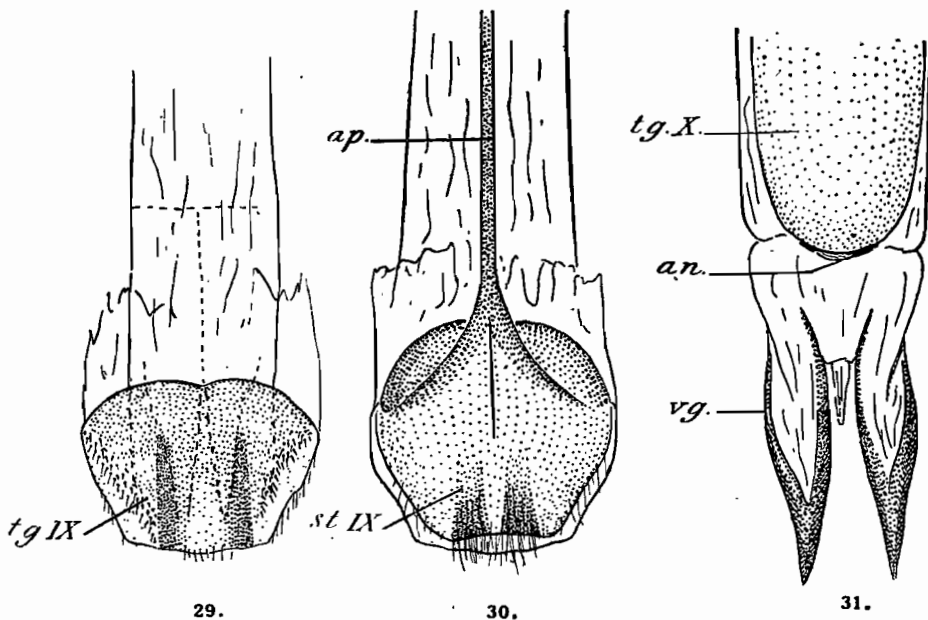 ap.
tg. X.
an.
vg.
tg IX
st IX
29.
30.
31.